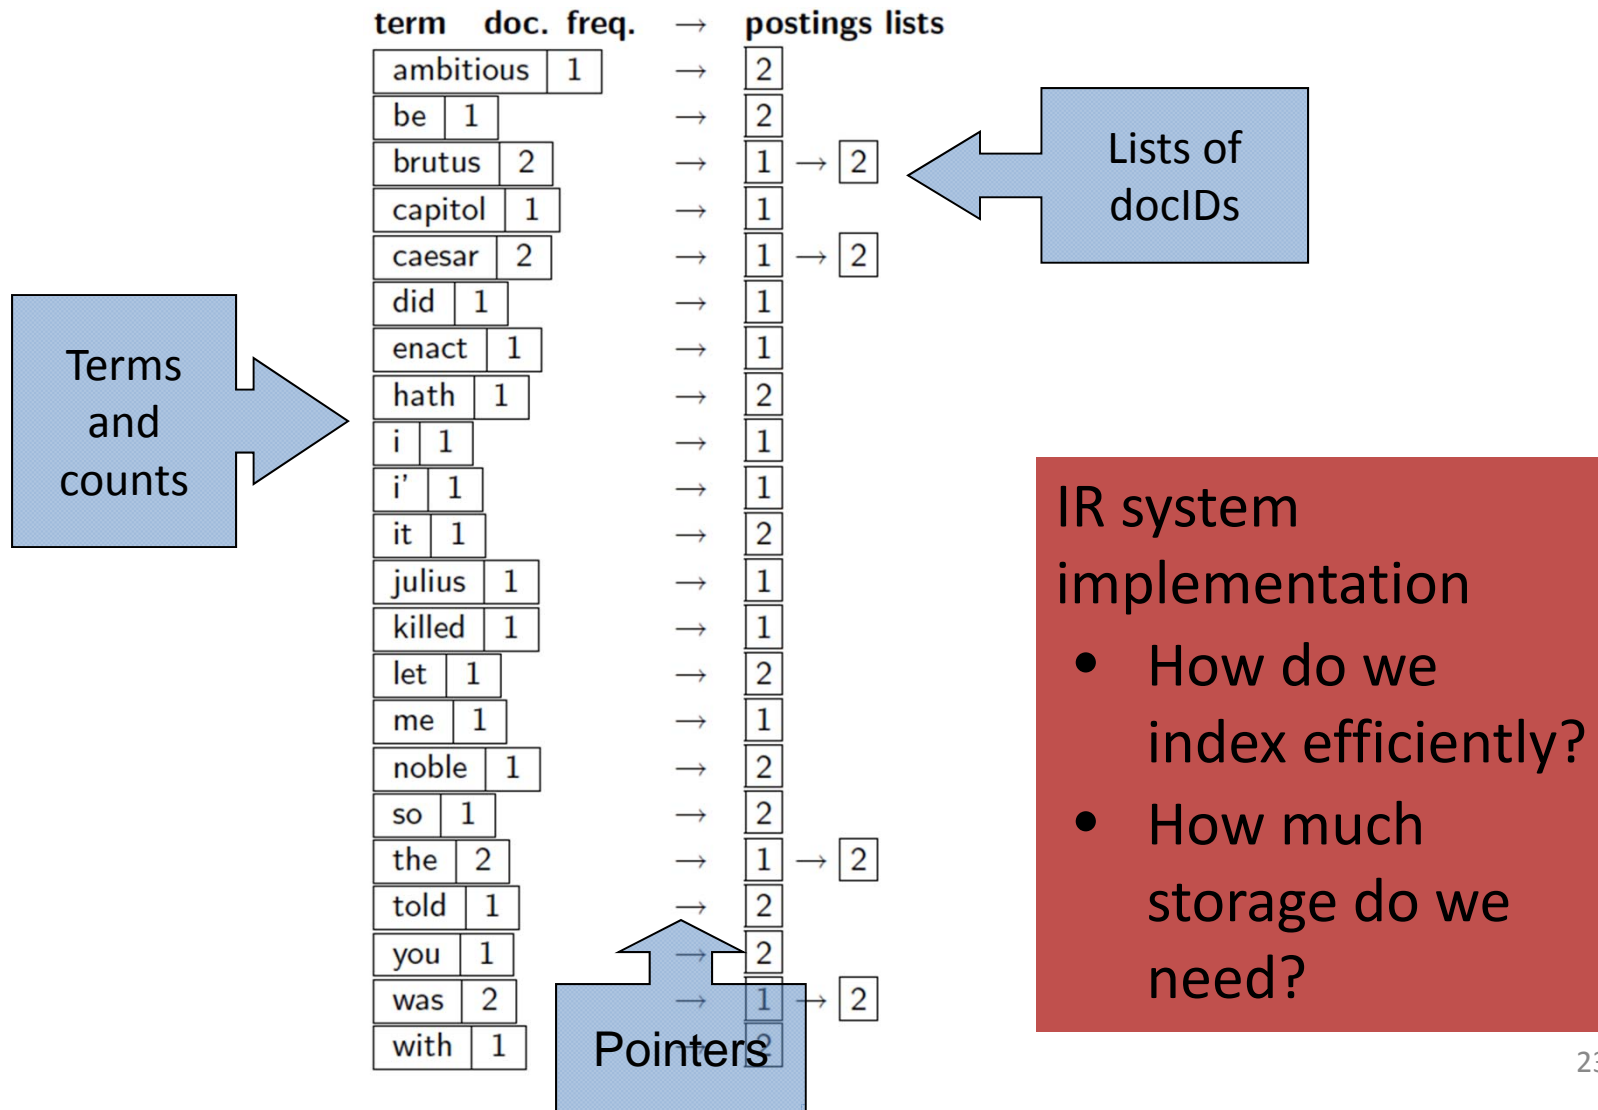 term doc. freq. → postings lists
ambitious 1 → 2
be 1 → 2
brutus 2 → 1 → 2
capitol 1 → 1
caesar 2 → 1 → 2
did 1 → 1
enact 1 → 1
hath 1 → 2
i 1 → 1
i' 1 → 1
it 1 → 2
julius 1 → 1
killed 1 → 1
let 1 → 2
me 1 → 1
noble 1 → 2
so 1 → 2
the 2 → 1 → 2
told 1 → 2
you 1 → 2
was 2 → 1 → 2
with 1 → 2
Terms
and
counts
Lists of
docIDs
Pointers
IR system
implementation
• How do we
index efficiently?
• How much
storage do we
need?
23